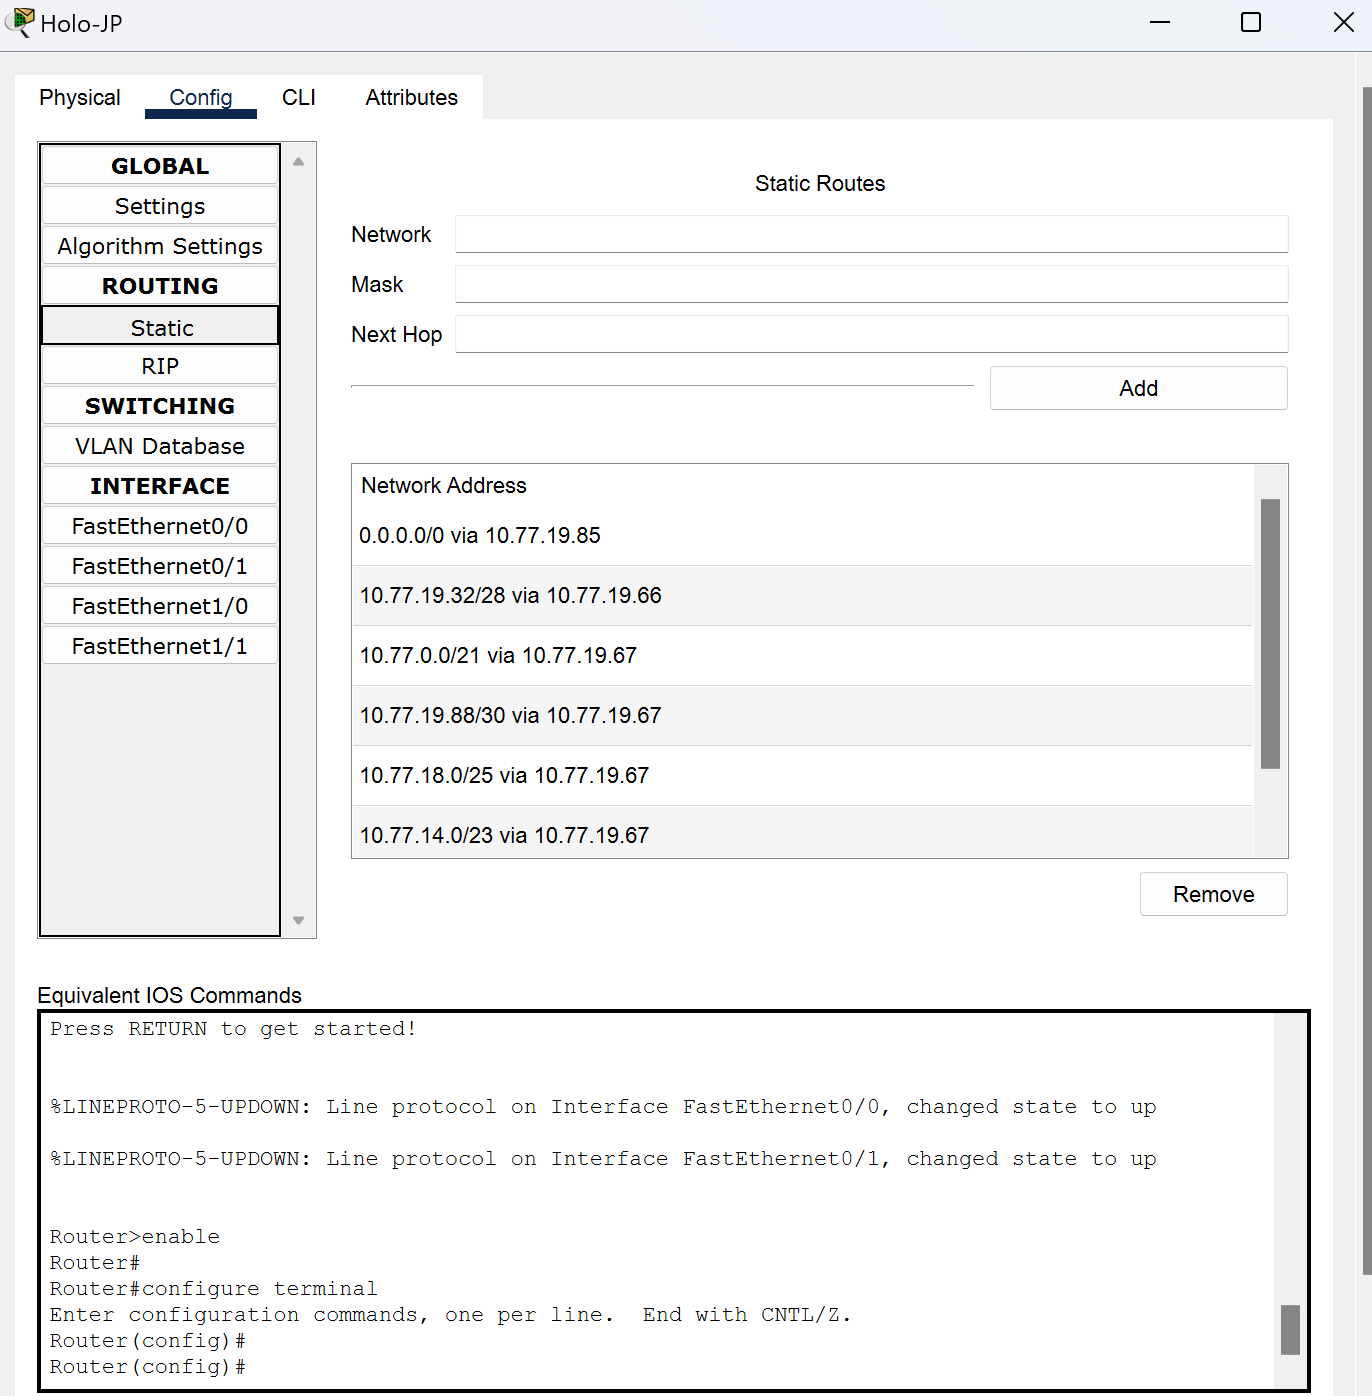 Holo-JP
Physical Config CLI Attributes
GLOBAL
Settings
Algorithm Settings
ROUTING
Static
RIP
SWITCHING
VLAN Database
INTERFACE
FastEthernet0/0
FastEthernet0/1
FastEthernet1/0
FastEthernet1/1
Static Routes
Network
Mask
Next Hop
Add
Network Address
0.0.0.0/0 via 10.77.19.85
10.77.19.32/28 via 10.77.19.66
10.77.0.0/21 via 10.77.19.67
10.77.19.88/30 via 10.77.19.67
10.77.18.0/25 via 10.77.19.67
10.77.14.0/23 via 10.77.19.67
Remove
Equivalent IOS Commands
Press RETURN to get started!
%LINEPROTO-5-UPDOWN: Line protocol on Interface FastEthernet0/0, changed state to up
%LINEPROTO-5-UPDOWN: Line protocol on Interface FastEthernet0/1, changed state to up
Router>enable
Router#
Router#configure terminal
Enter configuration commands, one per line.  End with CNTL/Z.
Router(config)#
Router(config)#